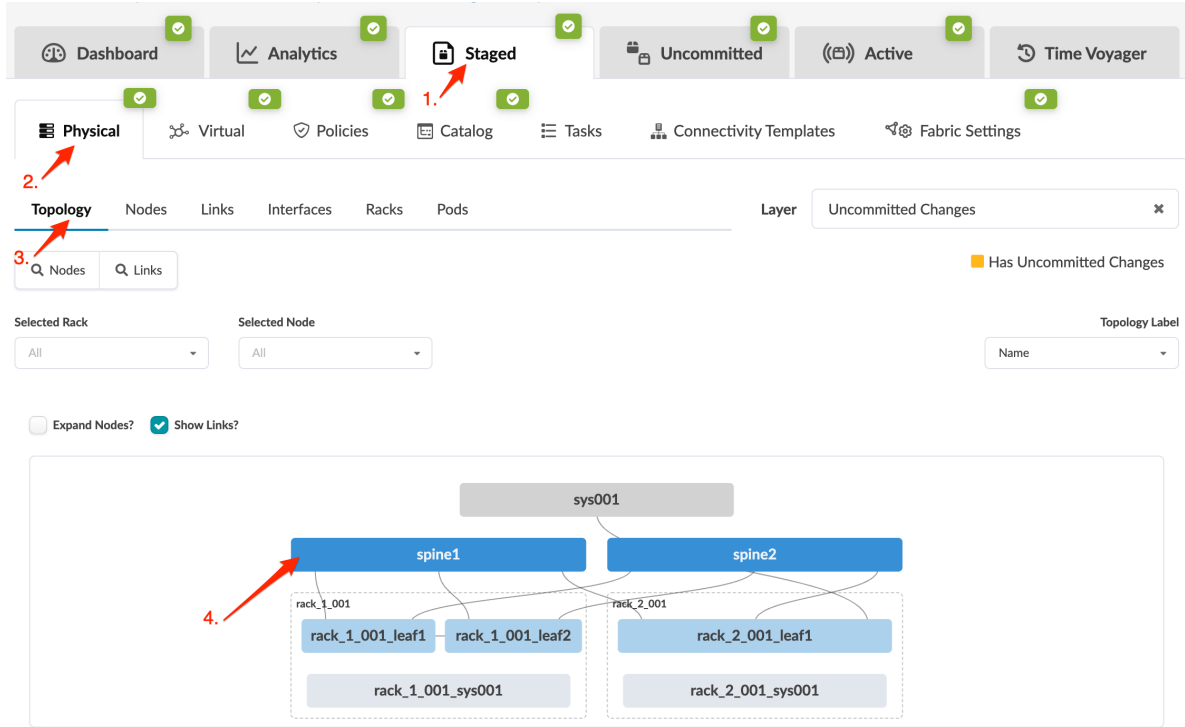 Dashboard
Analytics
Staged
Uncommitted
Active
Time Voyager
1.
Physical
Virtual
Policies
Catalog
Tasks
Connectivity Templates
Fabric Settings
2.
Topology
Nodes
Links
Interfaces
Racks
Pods
Layer
Uncommitted Changes
3.
Nodes
Links
Has Uncommitted Changes
Selected Rack
Selected Node
Topology Label
All
All
Name
Expand Nodes?
Show Links?
sys001
spine1
spine2
4.
rack_1_001
rack_2_001
rack_1_001_leaf1
rack_1_001_leaf2
rack_2_001_leaf1
rack_1_001_sys001
rack_2_001_sys001